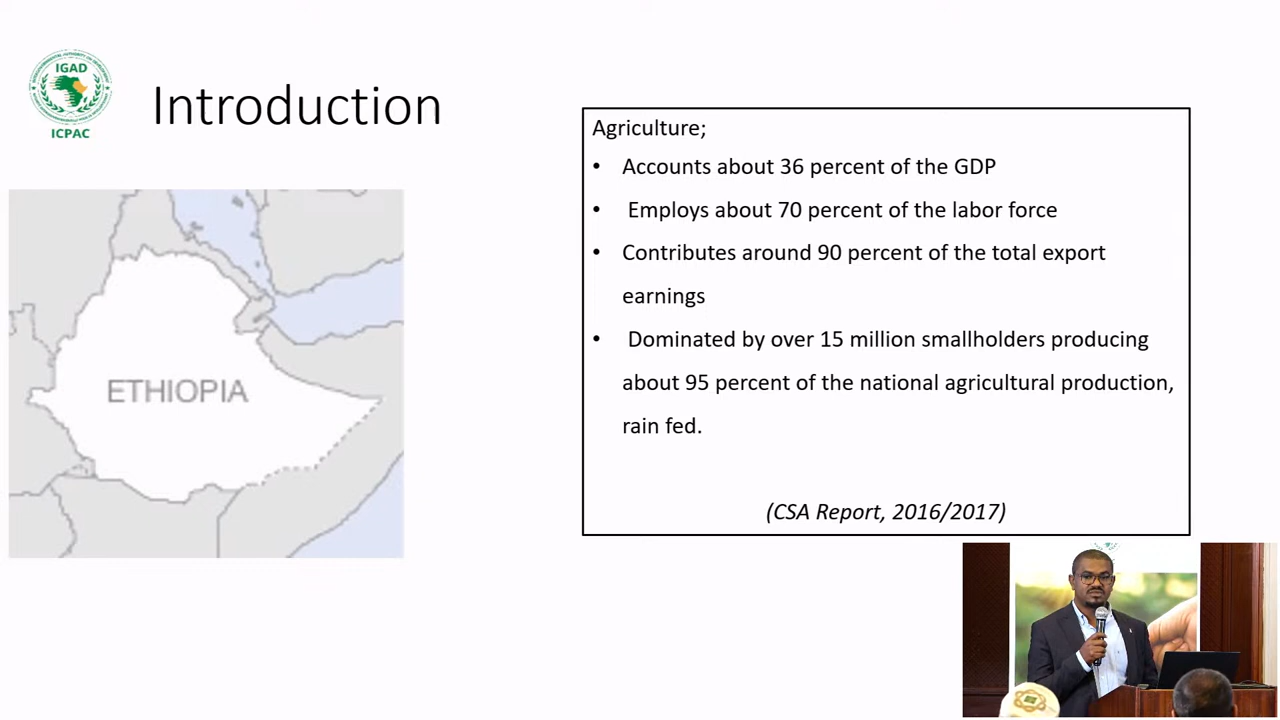 IGAD
ICPAC
Introduction
ETHIOPIA
Agriculture;
• Accounts about 36 percent of the GDP
• Employs about 70 percent of the labor force
• Contributes around 90 percent of the total export
earnings
• Dominated by over 15 million smallholders producing
about 95 percent of the national agricultural production,
rain fed.
(CSA Report, 2016/2017)